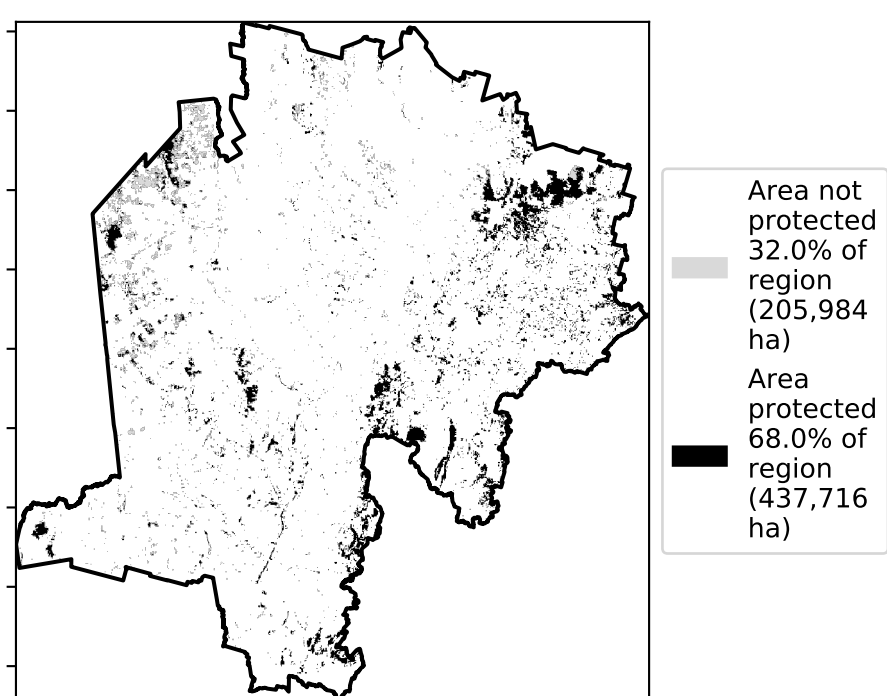 Area not
protected
32.0% of
region
(205,984
ha)
Area
protected
68.0% of
region
(437,716
ha)